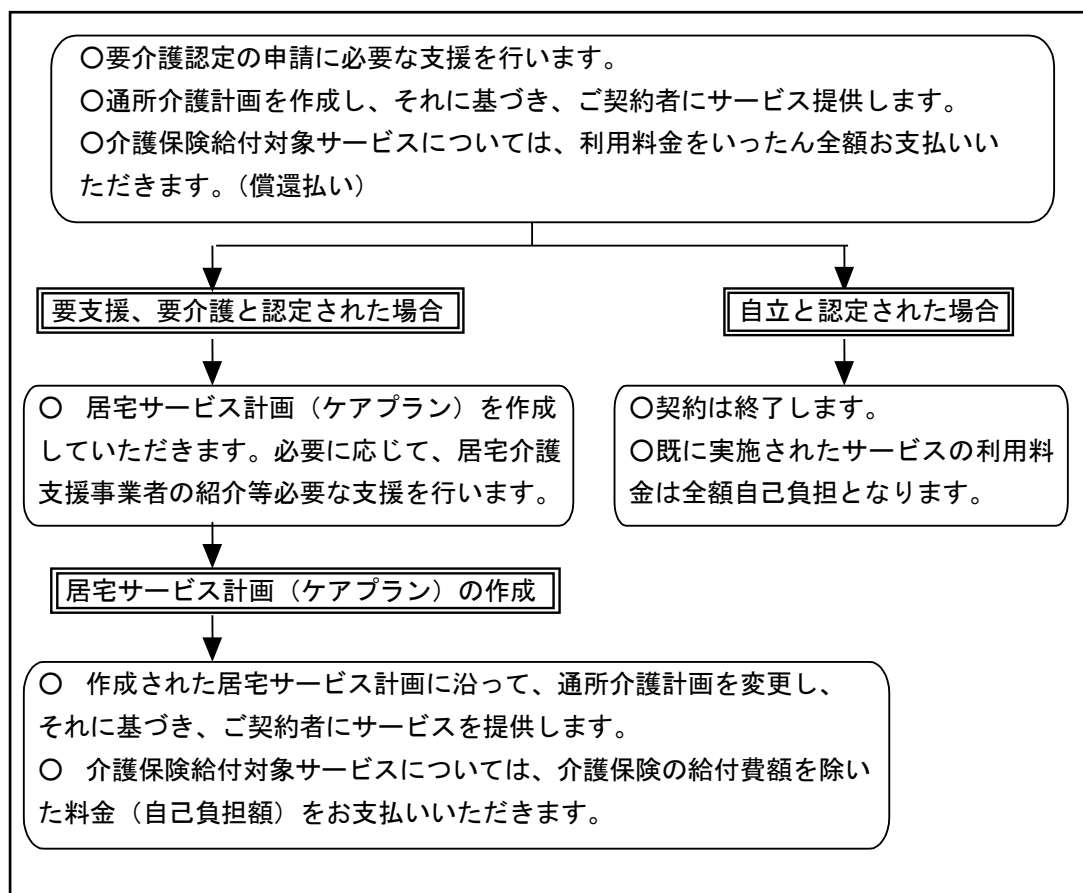 ○要介護認定の申請に必要な支援を行います。
○通所介護計画を作成し、それに基づき、ご契約者にサービス提供します。
○介護保険給付対象サービスについては、利用料金をいったん全額お支払いい
ただきます。（償還払い）
要支援、要介護と認定された場合
自立と認定された場合
○　居宅サービス計画（ケアプラン）を作成
していただきます。必要に応じて、居宅介護
支援事業者の紹介等必要な支援を行います。
○契約は終了します。
○既に実施されたサービスの利用料
金は全額自己負担となります。
居宅サービス計画（ケアプラン）の作成
○　作成された居宅サービス計画に沿って、通所介護計画を変更し、
それに基づき、ご契約者にサービスを提供します。
○　介護保険給付対象サービスについては、介護保険の給付費額を除い
た料金（自己負担額）をお支払いいただきます。